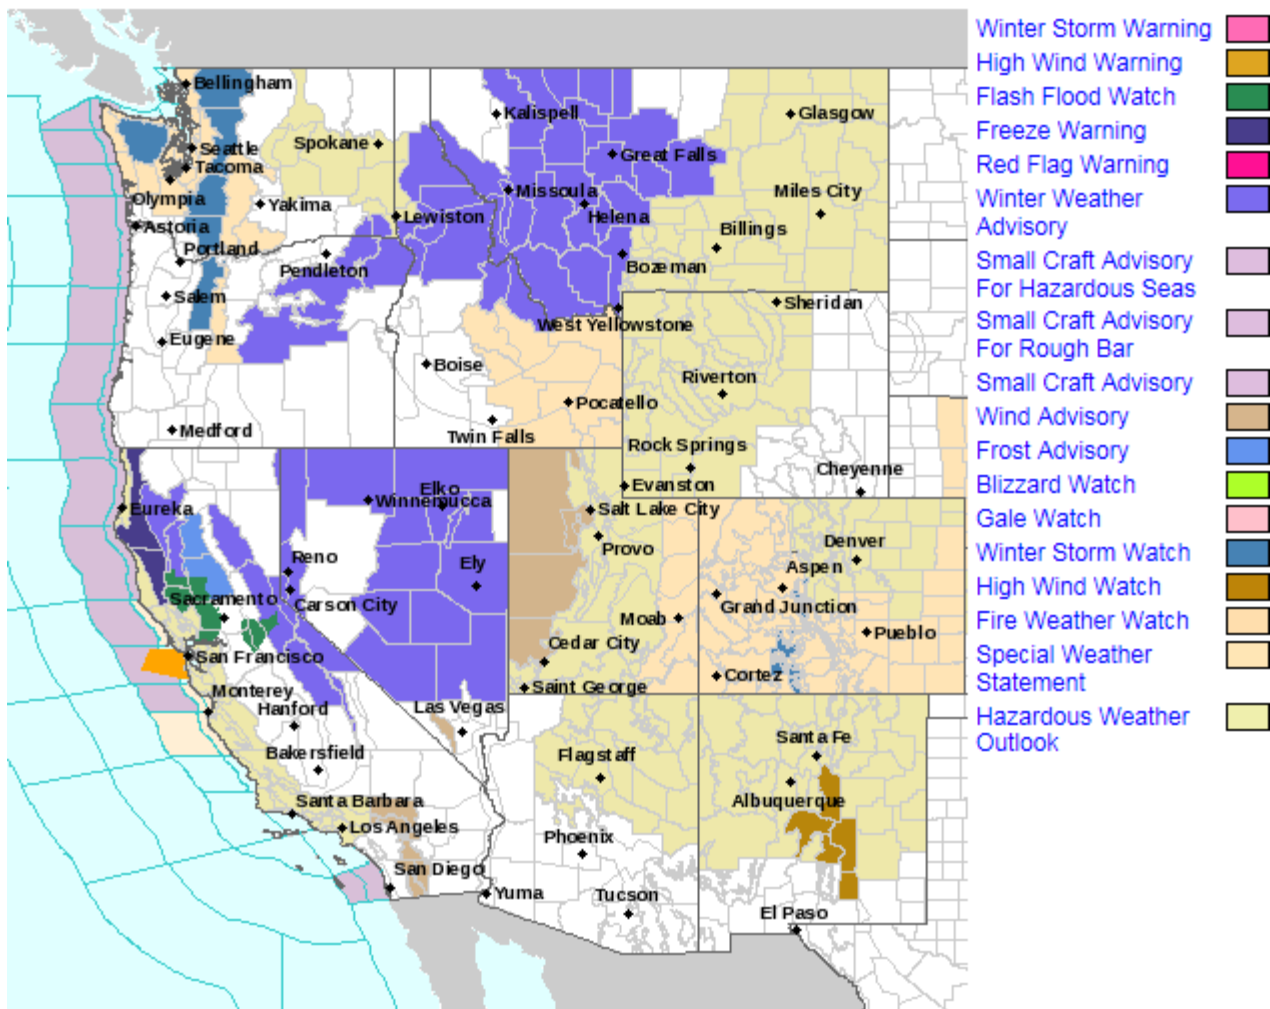 Bellingham
Kalispell
Glasgow
Spokane
Seattle
Great Falls
Tacoma
Missoula
Miles City
Olympia
Yakima
Lewiston
Helena
Astoria
Billings
Portland
Pendleton
Bozeman
Salem
Sheridan
West Yellowstone
Eugene
Boise
Riverton
Pocatello
Medford
Twin Falls
Rock Springs
Cheyenne
Evanston
Elko
Winnemucca
Eureka
Salt Lake City
Provo
Denver
Reno
Ely
Aspen
Sacramento
Carson City
Grand Junction
Moab
Pueblo
Cedar City
San Francisco
Cortez
Saint George
Monterey
Hanford
Las Vegas
Santa Fe
Bakersfield
Flagstaff
Albuquerque
Santa Barbara
Los Angeles
Phoenix
San Diego
Yuma
Tucson
El Paso
Winter Storm Warning
High Wind Warning
Flash Flood Watch
Freeze Warning
Red Flag Warning
Winter Weather
Advisory
Small Craft Advisory
For Hazardous Seas
Small Craft Advisory
For Rough Bar
Small Craft Advisory
Wind Advisory
Frost Advisory
Blizzard Watch
Gale Watch
Winter Storm Watch
High Wind Watch
Fire Weather Watch
Special Weather
Statement
Hazardous Weather
Outlook